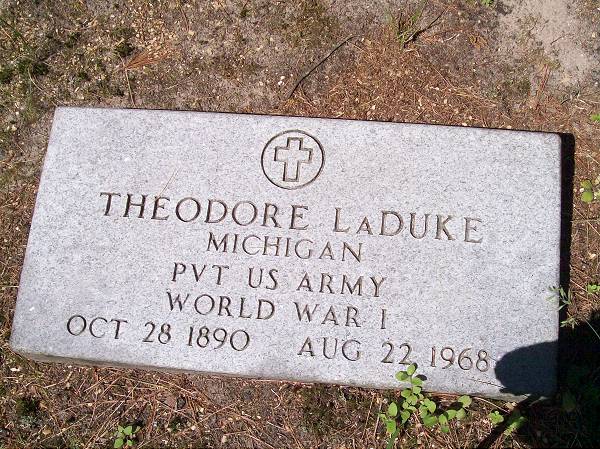 THEODORE LaDUKE
MICHIGAN
PVT US ARMY
WORLD WAR I
OCT 28 1890 AUG 22 1968